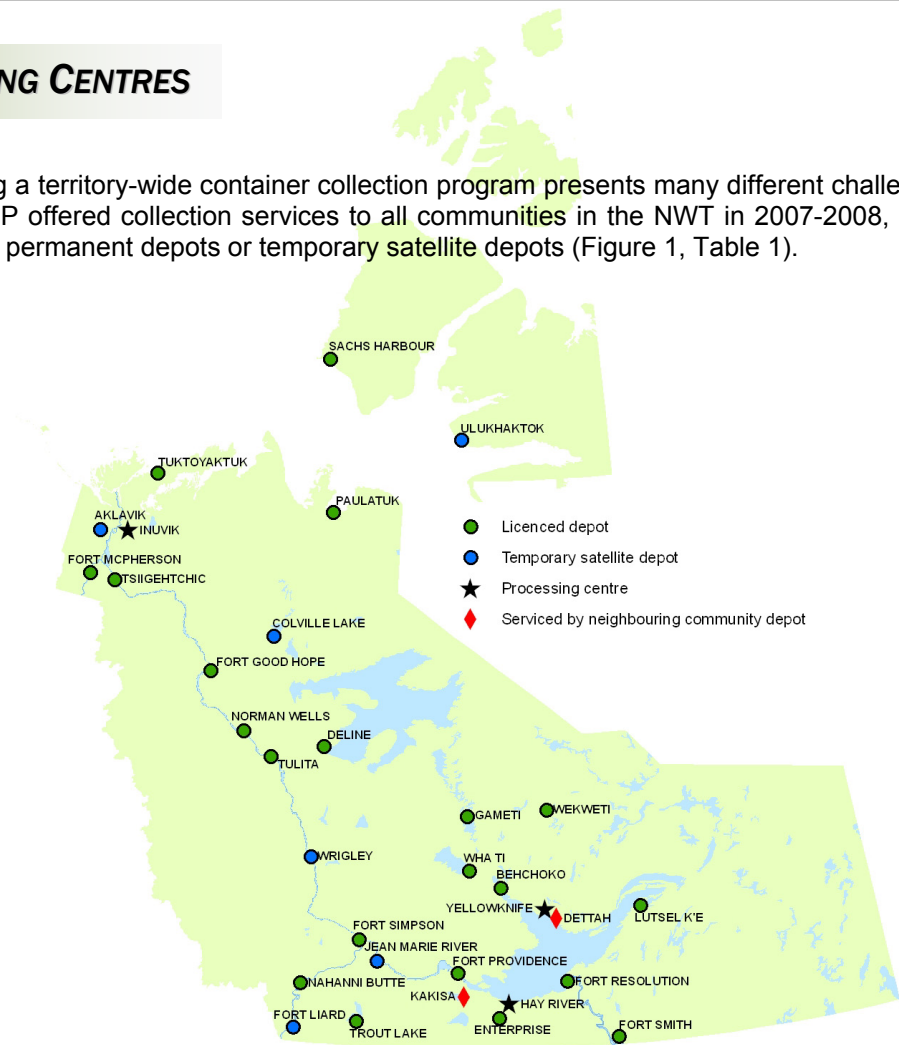 NG CENTRES
g a territory-wide container collection program presents many different challe
P offered collection services to all communities in the NWT in 2007-2008,
permanent depots or temporary satellite depots (Figure 1, Table 1).
SACHS HARBOUR
ULUKHAKTOK
TUKTOYAKTUK
PAULATUK
AKLAVIK
INUVIK
Licenced depot
Temporary satellite depot
Processing centre
Serviced by neighbouring community depot
FORT MCPHERSON
TSIIGEHTCHIC
COLVILLE LAKE
FORT GOOD HOPE
NORMAN WELLS
DELINE
TULITA
GAMETI
WEKWETI
WRIGLEY
WHA TI
BEHCHOKO
YELLOWKNIFE
DETTAH
LUTSEL K'E
FORT SIMPSON
JEAN MARIE RIVER
FORT PROVIDENCE
NAHANNI BUTTE
FORT RESOLUTION
KAKISA
HAY RIVER
FORT LIARD
TROUT LAKE
ENTERPRISE
FORT SMITH